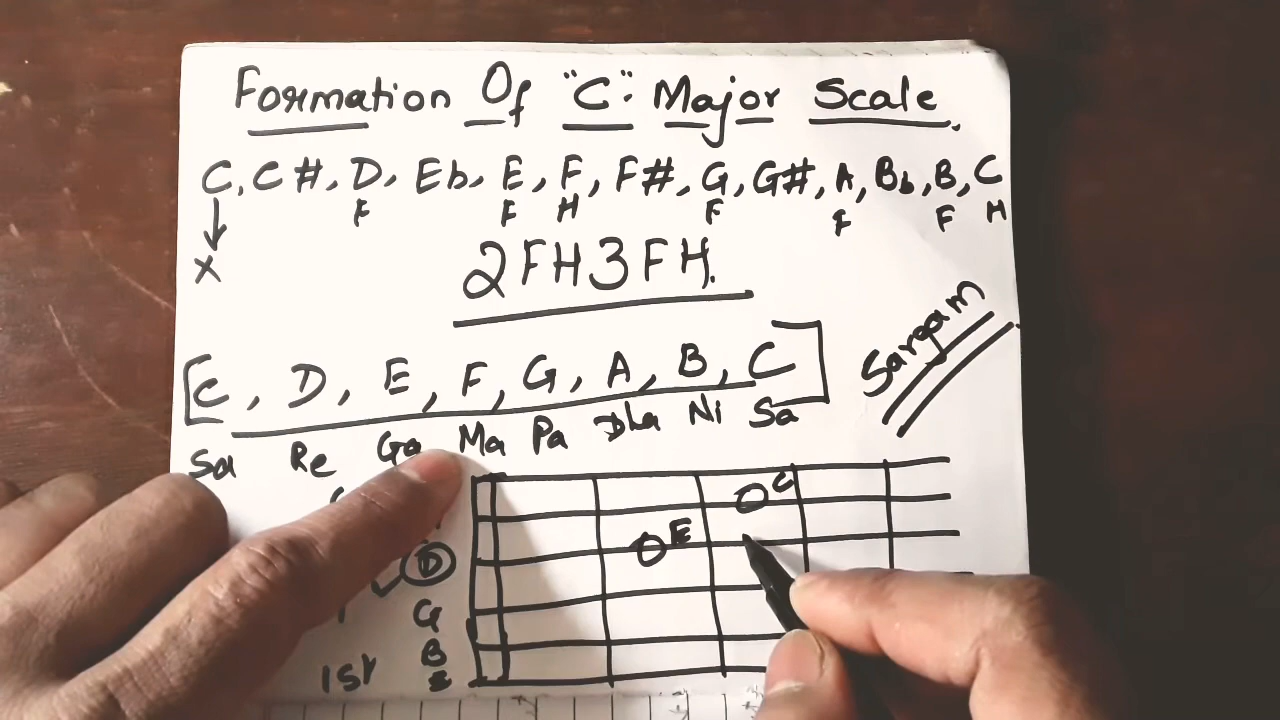 Formation Of "C". Major Scale.
C, C#, D, Eb, E, F, F#, G, G#, A, Bb, B, C
F F H F F F H
X
2FH3FH.
Sargam
[C, D, E, F, G, A, B, C]
Sa Re Ga Ma Pa Dha Ni Sa
C
E
D
G
B
1st E